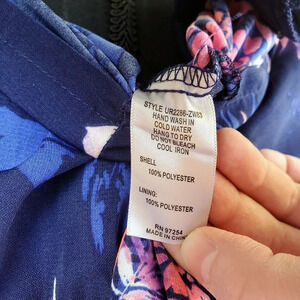 STYLE UR2286-ZW83
HAND WASH IN
COLD WATER
HANG TO DRY
DO NOT BLEACH
COOL IRON
SHELL
100% POLYESTER
LINING:
100% POLYESTER
RN 97254
MADE IN CHINA